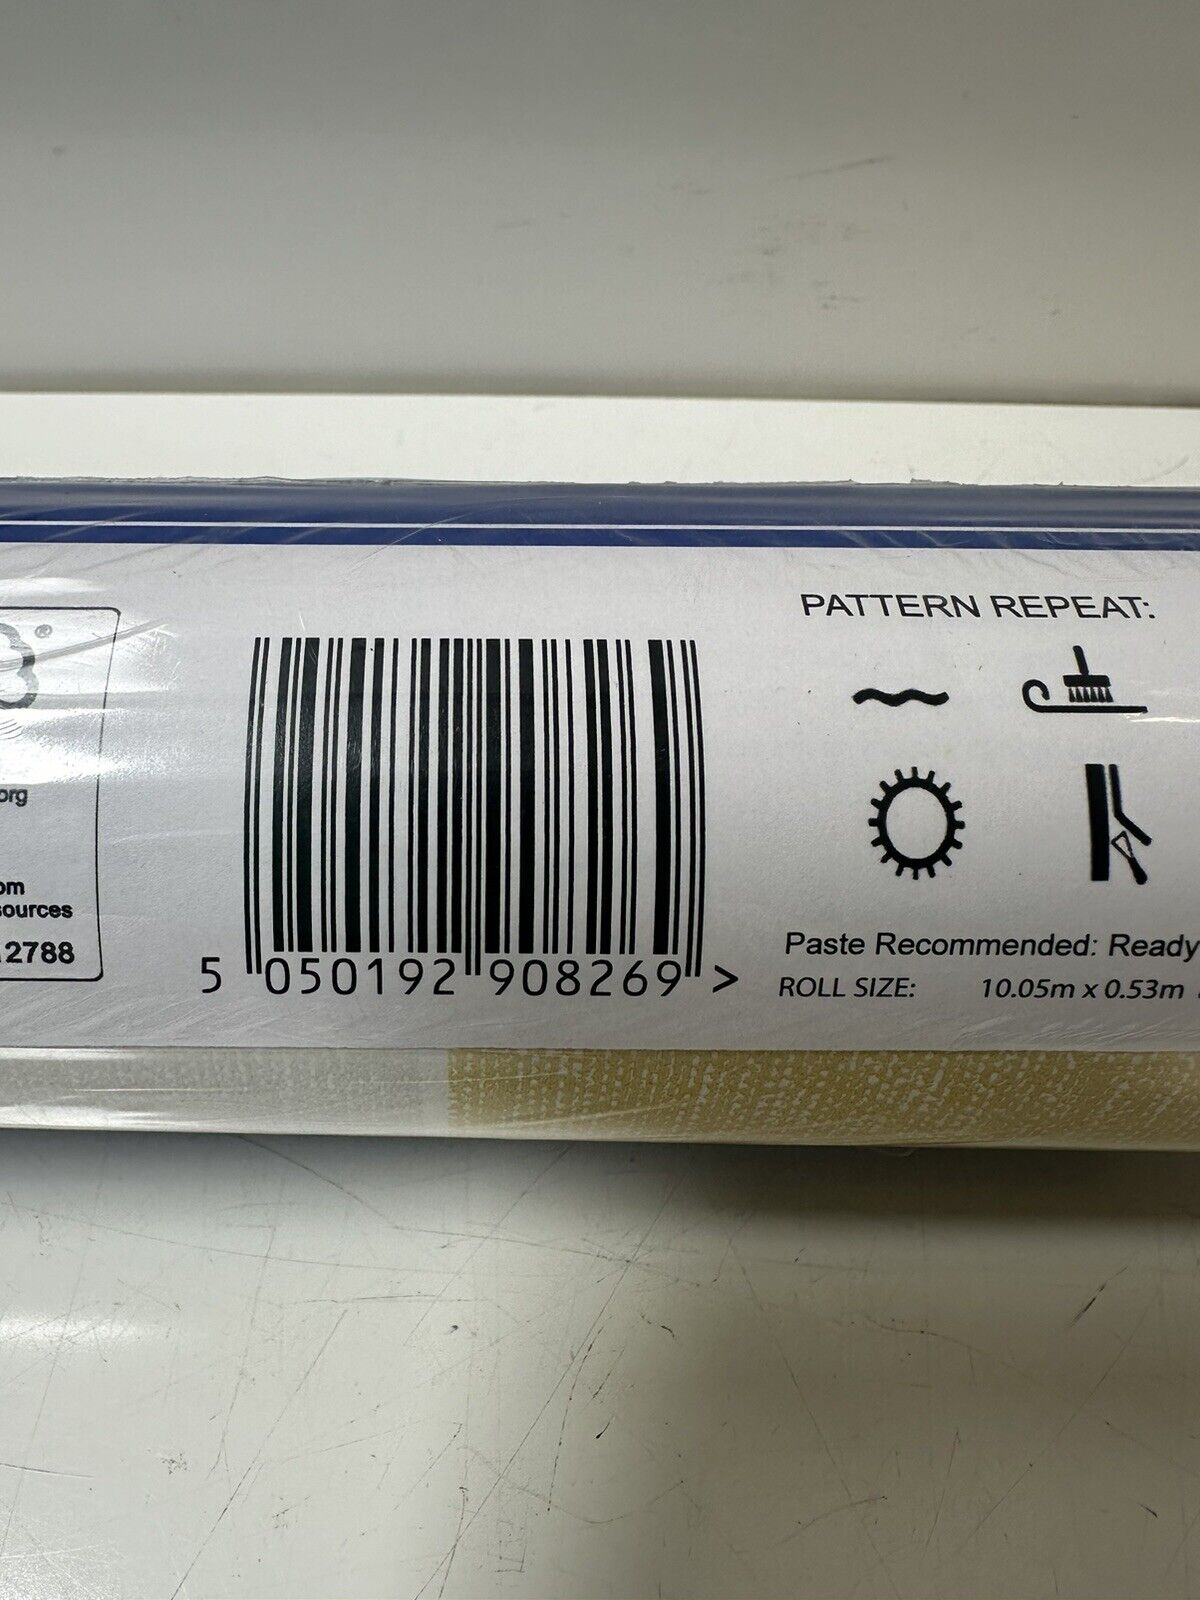 ®
org
om
sources
2788
5 050192 908269 >
PATTERN REPEAT:
Paste Recommended: Ready
ROLL SIZE: 10.05m x 0.53m